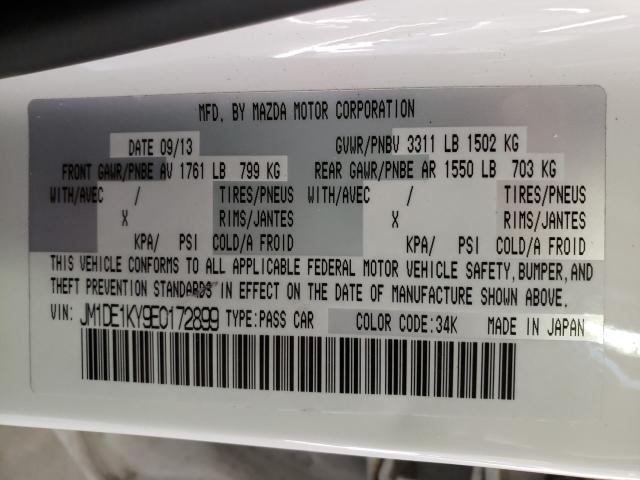 MFD. BY MAZDA MOTOR CORPORATION
DATE 09/13 GVWR/PNBV 3311 LB 1502 KG
FRONT GAWR/PNBE AV 1761 LB 799 KG REAR GAWR/PNBE AR 1550 LB 703 KG
WITH/AVEC / TIRES/PNEUS WITH/AVEC / TIRES/PNEUS
X RIMS/JANTES X RIMS/JANTES
KPA/ PSI COLD/A FROID KPA/ PSI COLD/A FROID
THIS VEHICLE CONFORMS TO ALL APPLICABLE FEDERAL MOTOR VEHICLE SAFETY, BUMPER, AND
THEFT PREVENTION STANDARDS IN EFFECT ON THE DATE OF MANUFACTURE SHOWN ABOVE.
VIN: JM1DE1KY9E0172899 TYPE:PASS CAR COLOR CODE:34K MADE IN JAPAN